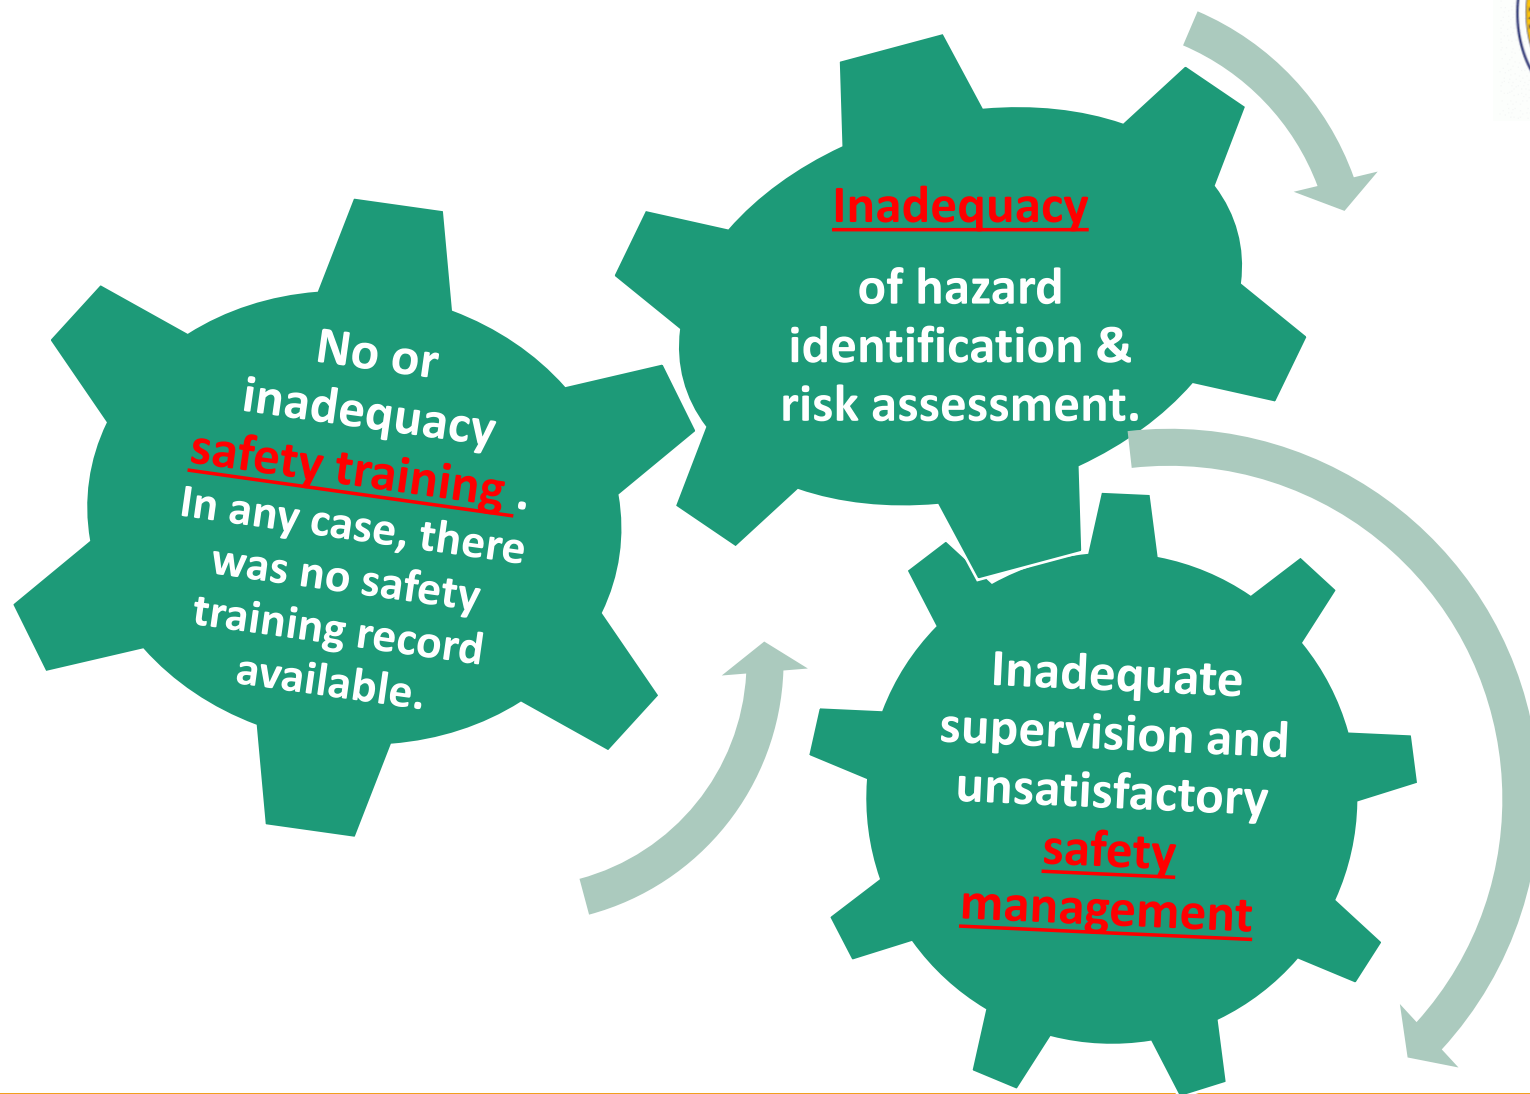 No or
inadequacy
safety training .
In any case, there
was no safety
training record
available.
Inadequacy
of hazard
identification &
risk assessment.
Inadequate
supervision and
unsatisfactory
safety
management